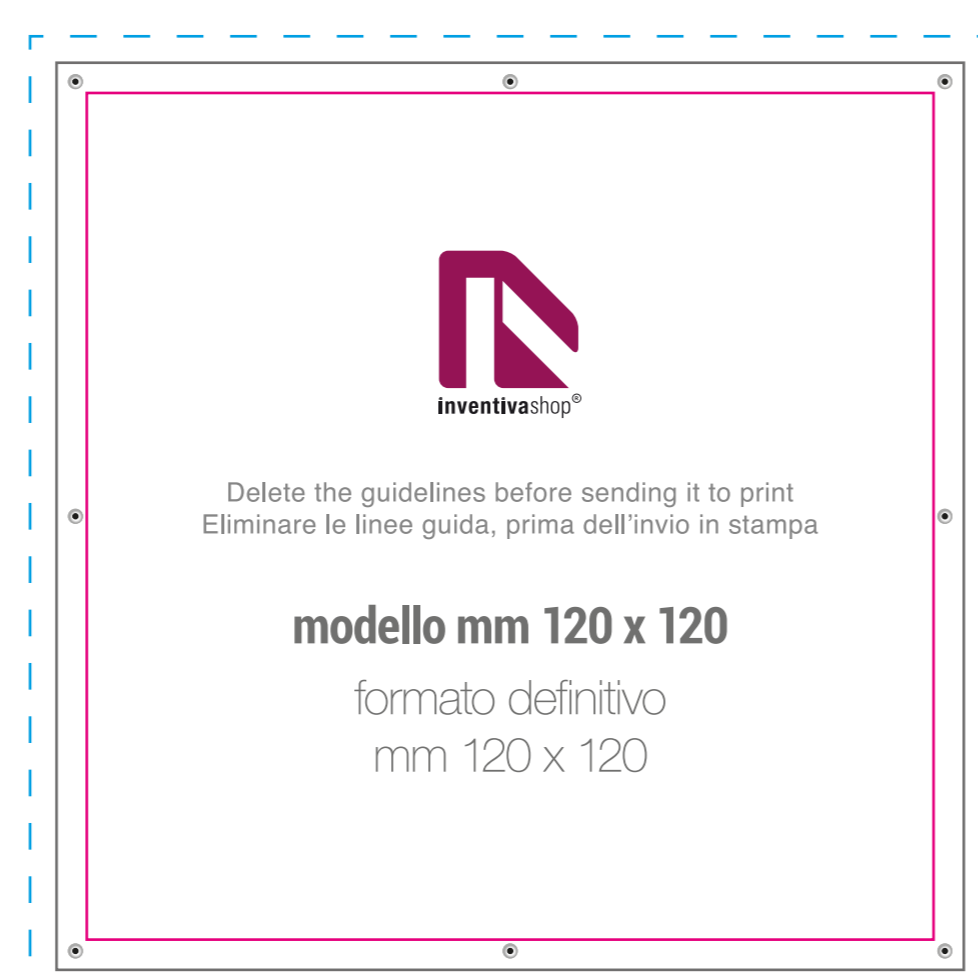 inventivashop®
Delete the guidelines before sending it to print
Eliminare le linee guida, prima dell'invio in stampa
modello mm 120 x 120
formato definitivo
mm 120 x 120